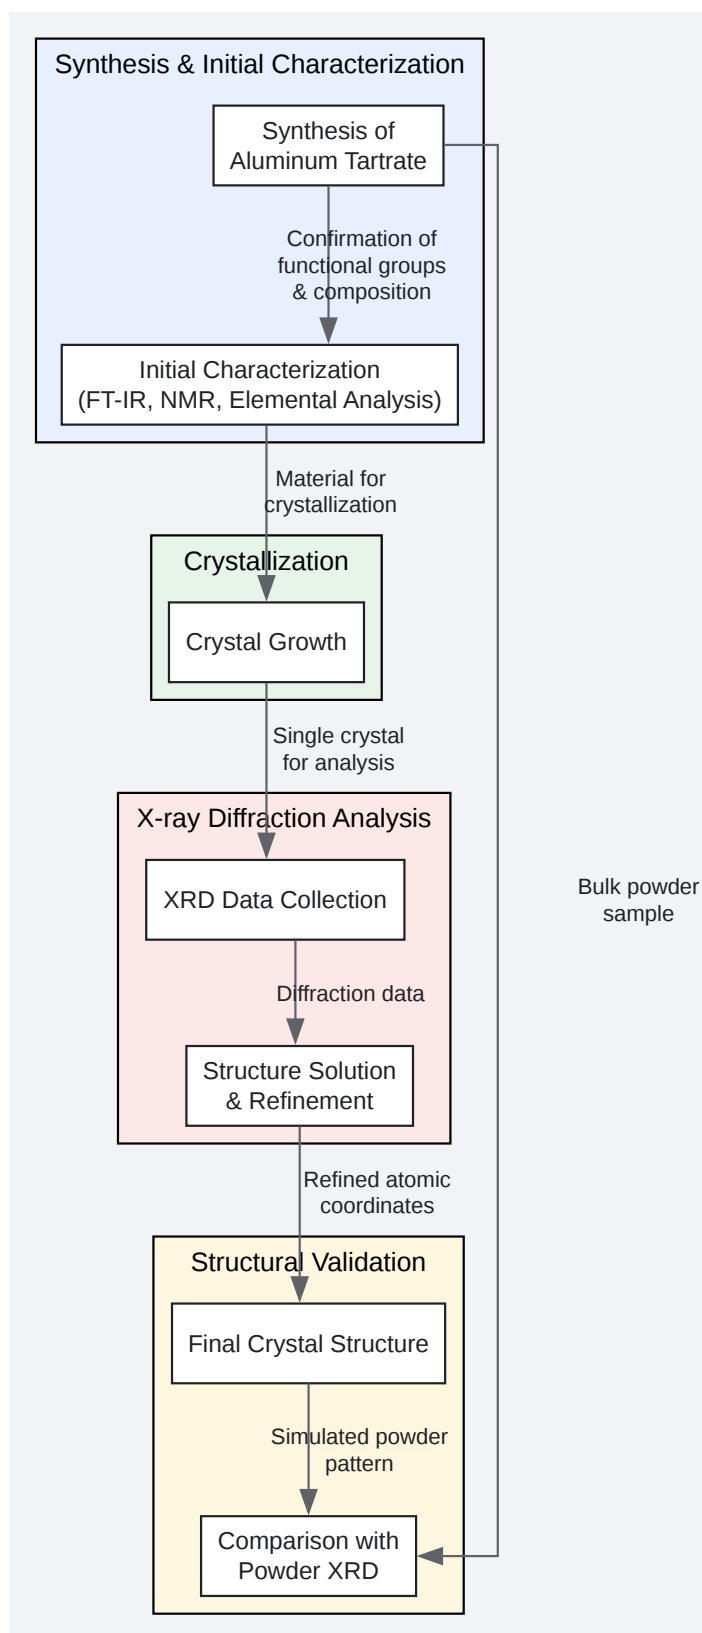 Synthesis & Initial Characterization
Synthesis of
Aluminum Tartrate
Confirmation of
functional groups
& composition
Initial Characterization
(FT-IR, NMR, Elemental Analysis)
Material for
crystallization
Crystallization
Crystal Growth
Single crystal
for analysis
X-ray Diffraction Analysis
XRD Data Collection
Bulk powder
sample
Diffraction data
Structure Solution
& Refinement
Refined atomic
coordinates
Structural Validation
Final Crystal Structure
Simulated powder
pattern
Comparison with
Powder XRD